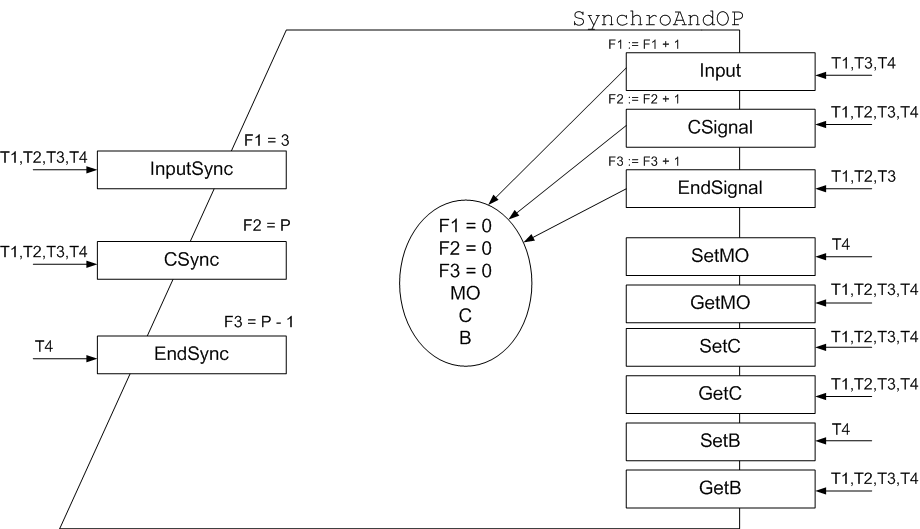 SynchroAndOP
F1 := F1 + 1
Input
T1,T3,T4
F2 := F2 + 1
CSignal
T1,T2,T3,T4
F3 := F3 + 1
EndSignal
T1,T2,T3
F1 = 3
T1,T2,T3,T4
InputSync
F2 = P
T1,T2,T3,T4
CSync
F3 = P - 1
T4
EndSync
F1 = 0
F2 = 0
F3 = 0
MO
C
B
SetMO
T4
GetMO
T1,T2,T3,T4
SetC
T1,T2,T3,T4
GetC
T1,T2,T3,T4
SetB
T4
GetB
T1,T2,T3,T4